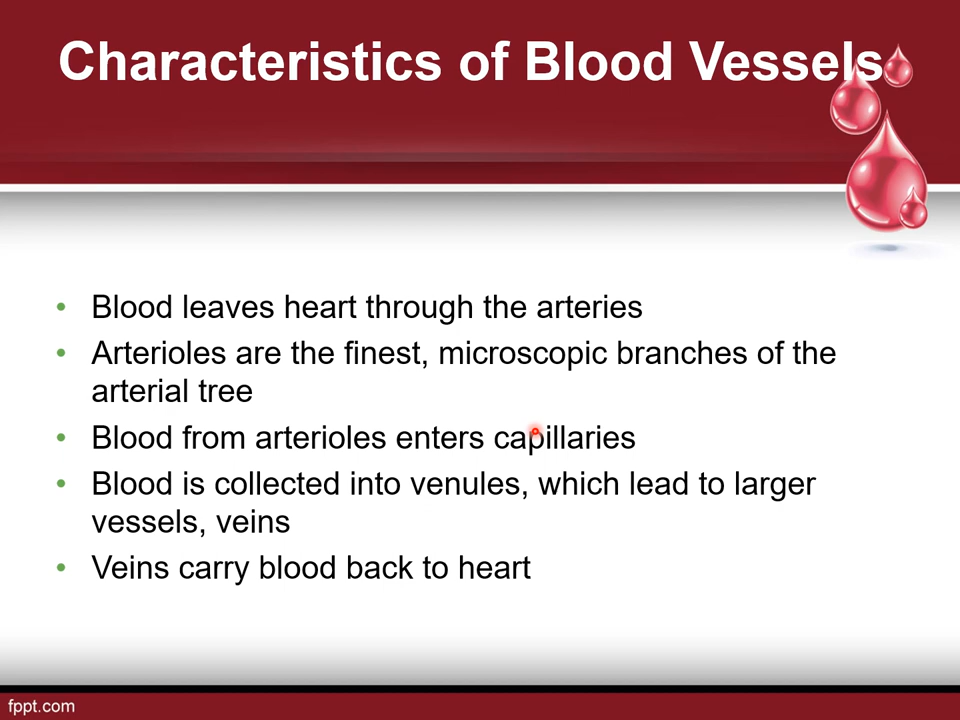 Characteristics of Blood Vessels
• Blood leaves heart through the arteries
• Arterioles are the finest, microscopic branches of the
arterial tree
• Blood from arterioles enters capillaries
• Blood is collected into venules, which lead to larger
vessels, veins
• Veins carry blood back to heart
fppt.com